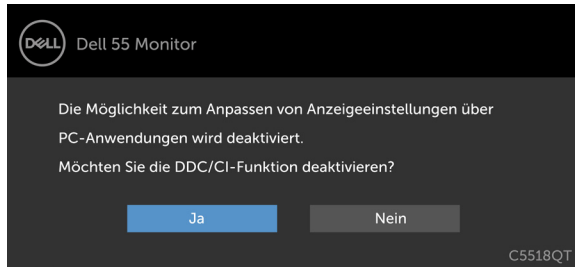 DELL Dell 55 Monitor
Die Möglichkeit zum Anpassen von Anzeigeeinstellungen über
PC-Anwendungen wird deaktiviert.
Möchten Sie die DDC/CI-Funktion deaktivieren?
Ja Nein
C5518QT